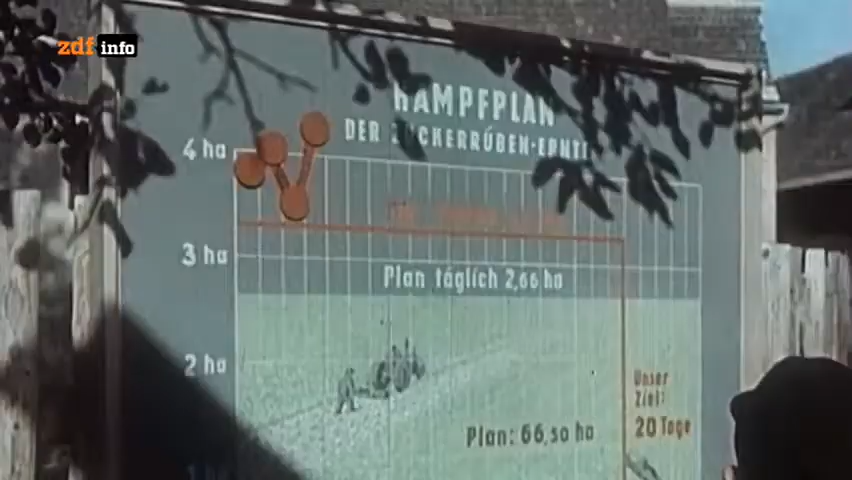 zdf info
KAMPFPLAN
DER ZUCKERRÜBEN-ERNTE
4 ha
3 ha
Plan täglich 2,66 ha
2 ha
Unser
Ziel:
20 Tage
Plan: 66,50 ha